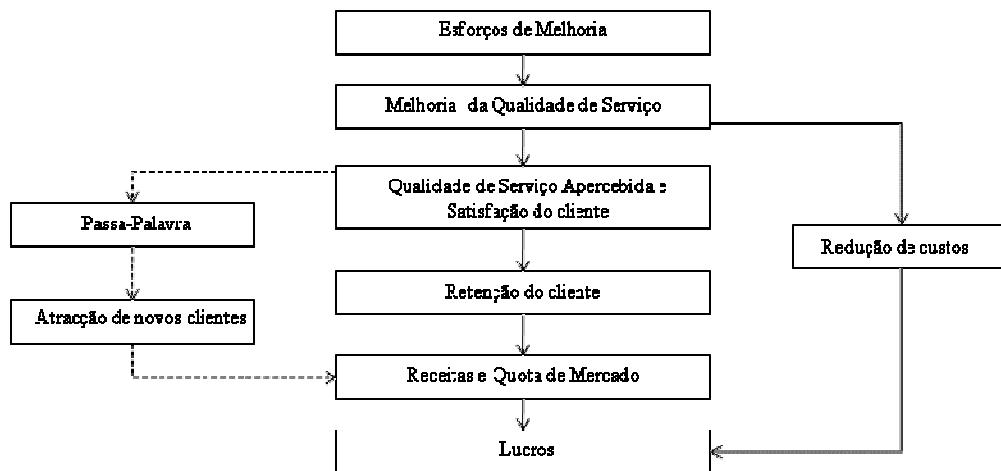 Esforços de Melhoria
Melhoria da Qualidade de Serviço
Qualidade de Serviço Apercebida e
Satisfação do cliente
Passa-Palavra
Redução de custos
Retenção do cliente
Atracção de novos clientes
Receitas e Quota de Mercado
Lucros